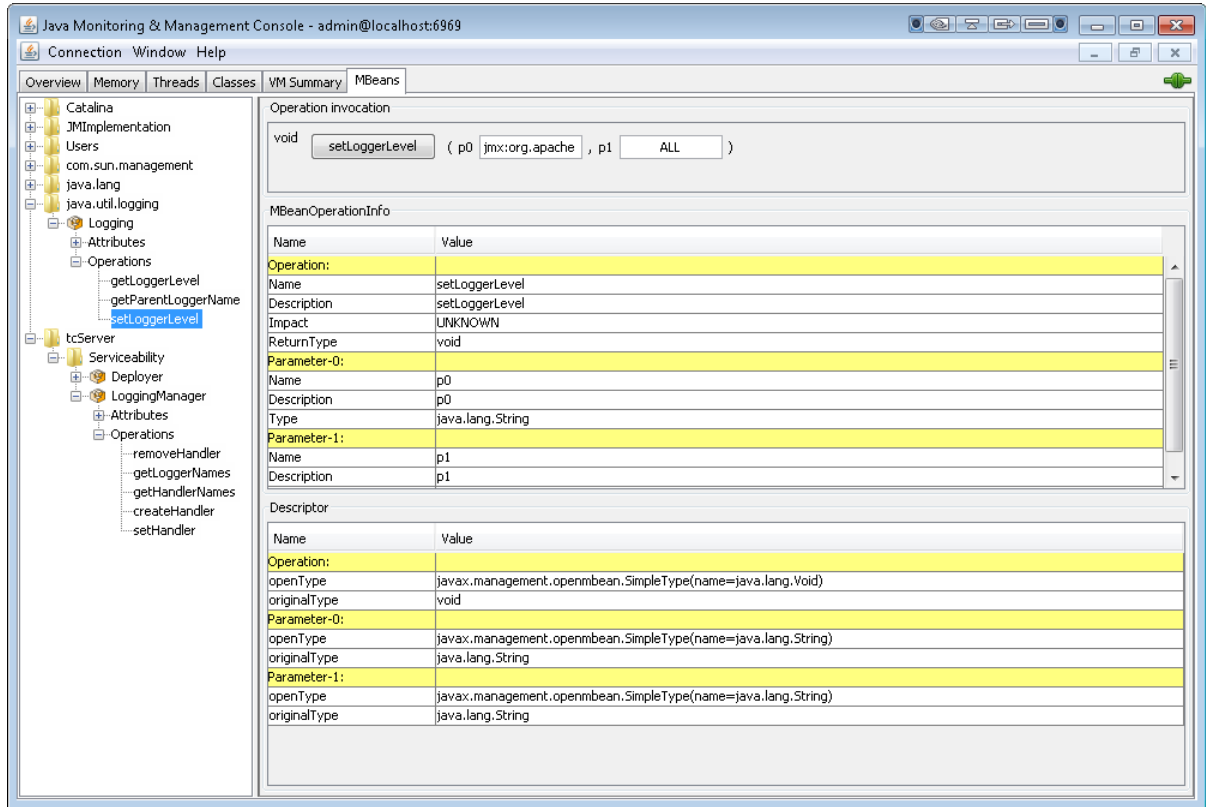 Java Monitoring & Management Console - admin@localhost:6969
Connection Window Help
Overview Memory Threads Classes VM Summary MBeans
Catalina
JMImplementation
Users
com.sun.management
java.lang
java.util.logging
Logging
Attributes
Operations
getLoggerLevel
getParentLoggerName
setLoggerLevel
tcServer
Serviceability
Deployer
LoggingManager
Attributes
Operations
removeHandler
getLoggerNames
getHandlerNames
createHandler
setHandler
Operation invocation
void setLoggerLevel ( p0 jmx:org.apache , p1 ALL )
MBeanOperationInfo
Name Value
Operation:
Name setLoggerLevel
Description setLoggerLevel
Impact UNKNOWN
ReturnType void
Parameter-0:
Name p0
Description p0
Type java.lang.String
Parameter-1:
Name p1
Description p1
Descriptor
Name Value
Operation:
openType javax.management.openmbean.SimpleType(name=java.lang.Void)
originalType void
Parameter-0:
openType javax.management.openmbean.SimpleType(name=java.lang.String)
originalType java.lang.String
Parameter-1:
openType javax.management.openmbean.SimpleType(name=java.lang.String)
originalType java.lang.String